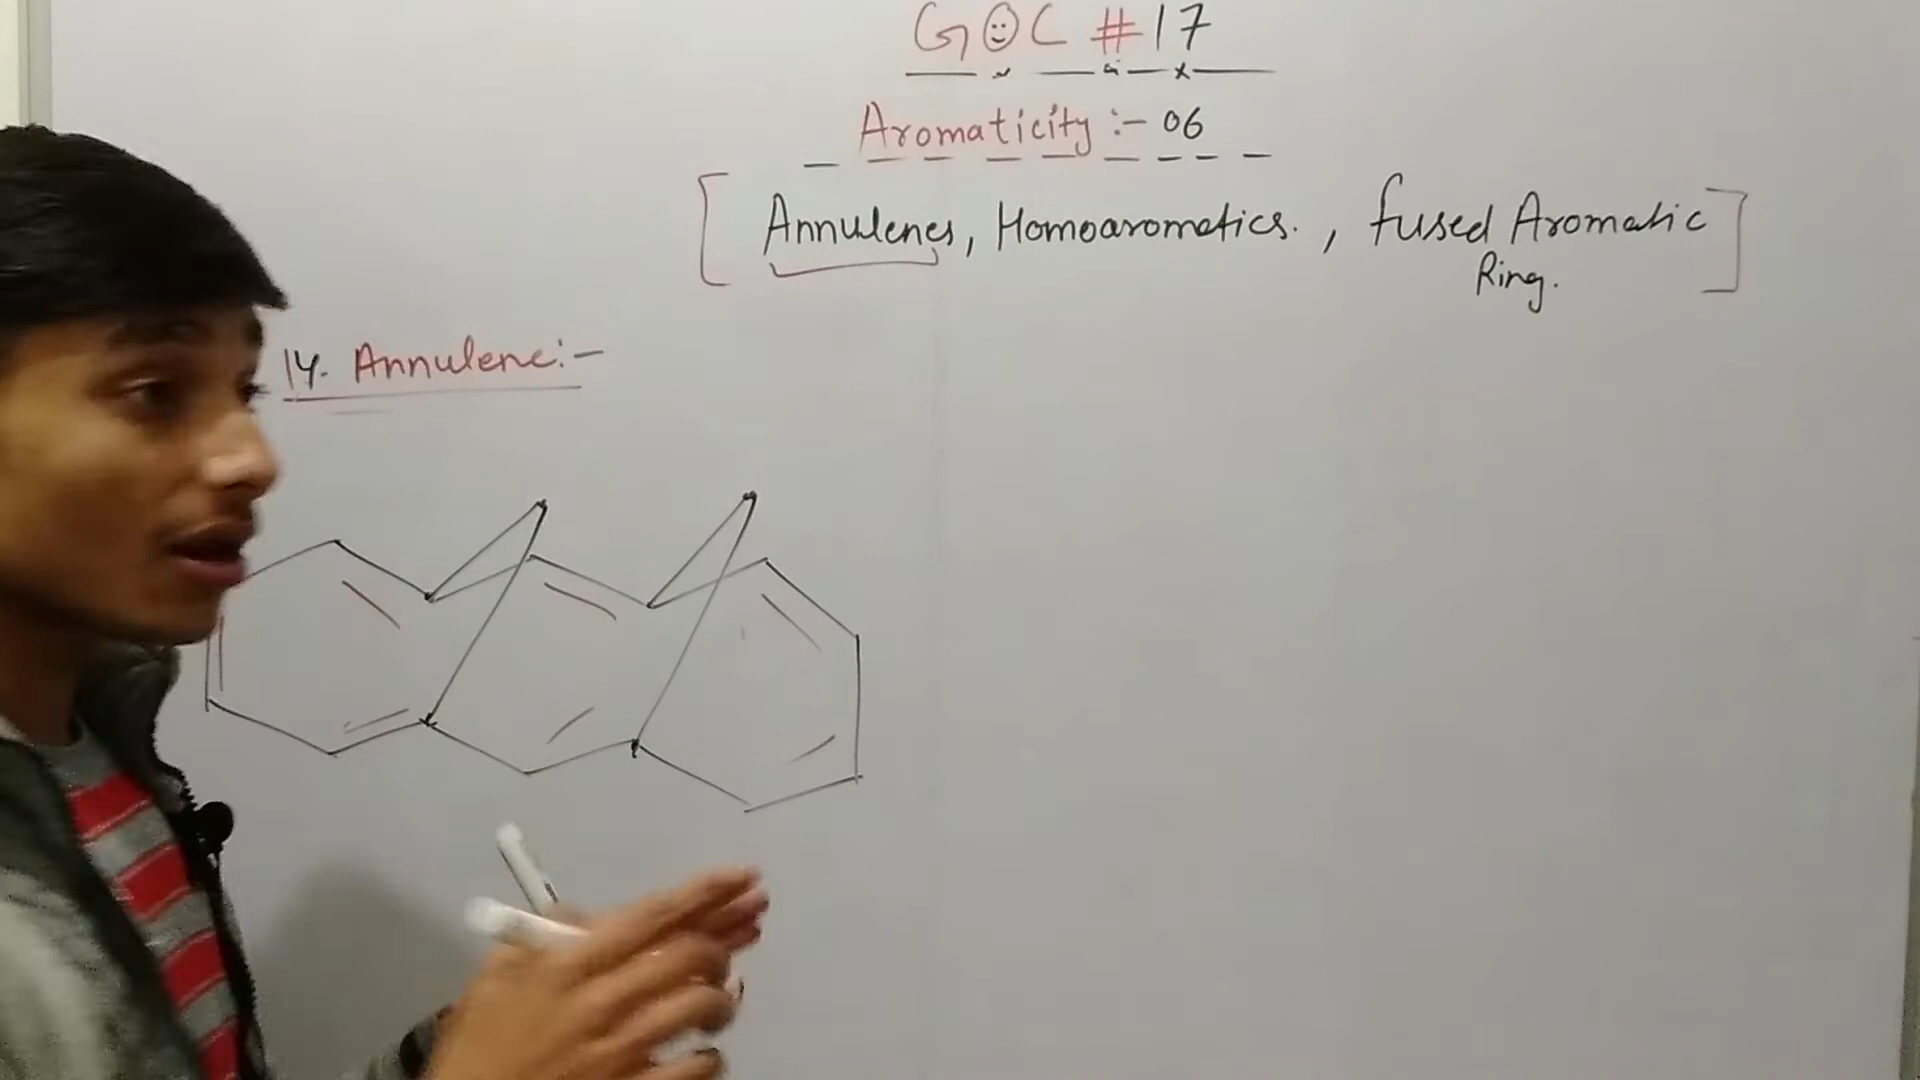 GOC #17
Aromaticity :- 06
[ Annulenes, Homoaromatics. , fused Aromatic
Ring. ]
14. Annulene:-